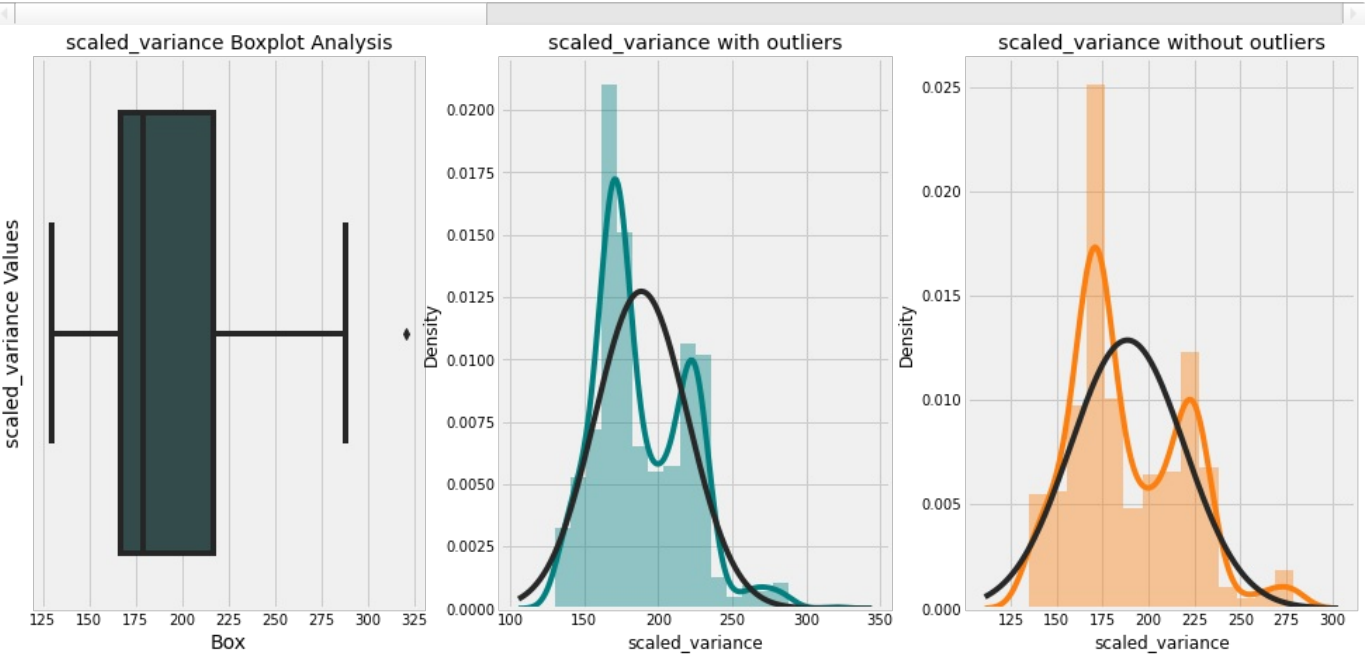 scaled_variance Boxplot Analysis
scaled_variance Values
125 150 175 200 225 250 275 300 325
Box
scaled_variance with outliers
Density
0.0200
0.0175
0.0150
0.0125
0.0100
0.0075
0.0050
0.0025
0.0000
100 150 200 250 300 350
scaled_variance
scaled_variance without outliers
Density
0.025
0.020
0.015
0.010
0.005
0.000
125 150 175 200 225 250 275 300
scaled_variance